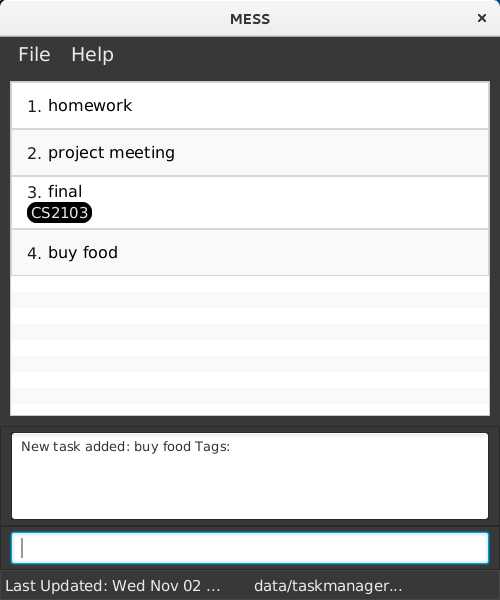 MESS
×
File Help
1. homework
2. project meeting
3. final
CS2103
4. buy food
New task added: buy food Tags:
Last Updated: Wed Nov 02 ... data/taskmanager...